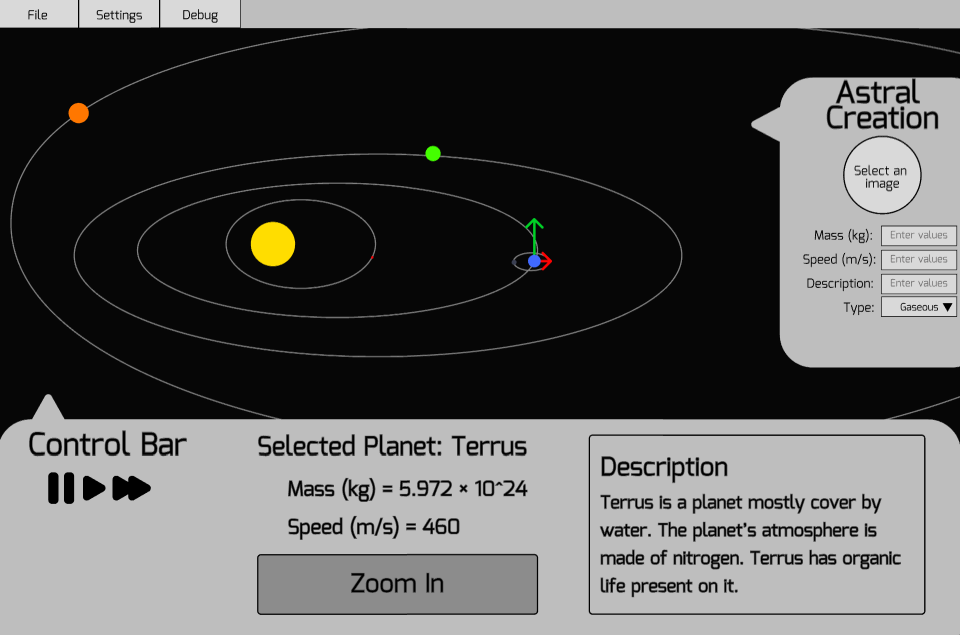 File
Settings
Debug
Astral
Creation
Select an
image
Mass (kg): Enter values
Speed (m/s): Enter values
Description: Enter values
Type: Gaseous
Control Bar
Selected Planet: Terrus
Mass (kg) = 5.972 × 10^24
Speed (m/s) = 460
Zoom In
Description
Terrus is a planet mostly cover by
water. The planet's atmosphere is
made of nitrogen. Terrus has organic
life present on it.